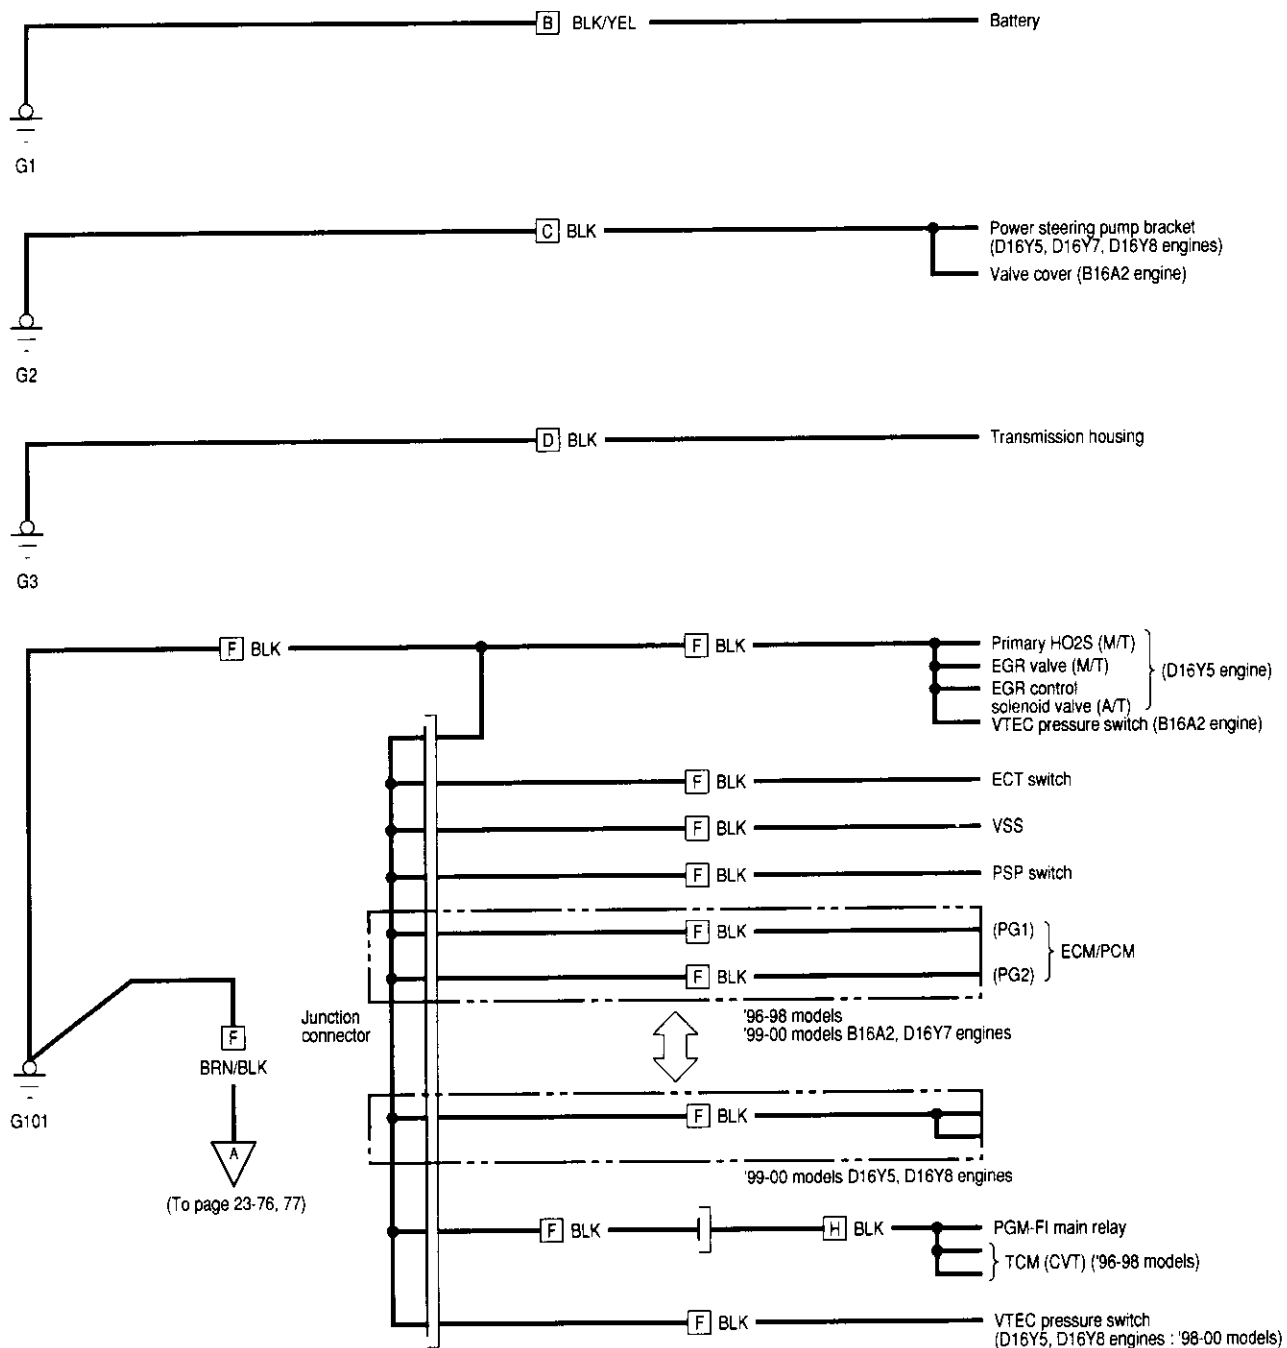 B BLK/YEL Battery
G1
C BLK Power steering pump bracket
(D16Y5, D16Y7, D16Y8 engines)
Valve cover (B16A2 engine)
G2
D BLK Transmission housing
G3
F BLK F BLK Primary HO2S (M/T)
EGR valve (M/T)
(D16Y5 engine)
EGR control
solenoid valve (A/T)
VTEC pressure switch (B16A2 engine)
F BLK ECT switch
F BLK VSS
F BLK PSP switch
F BLK (PG1)
ECM/PCM
F BLK (PG2)
Junction
connector
'96-98 models
'99-00 models B16A2, D16Y7 engines
F
BRN/BLK
G101
F BLK
A
'99-00 models D16Y5, D16Y8 engines
(To page 23-76, 77)
F BLK H BLK PGM-FI main relay
TCM (CVT) ('96-98 models)
F BLK VTEC pressure switch
(D16Y5, D16Y8 engines : '98-00 models)